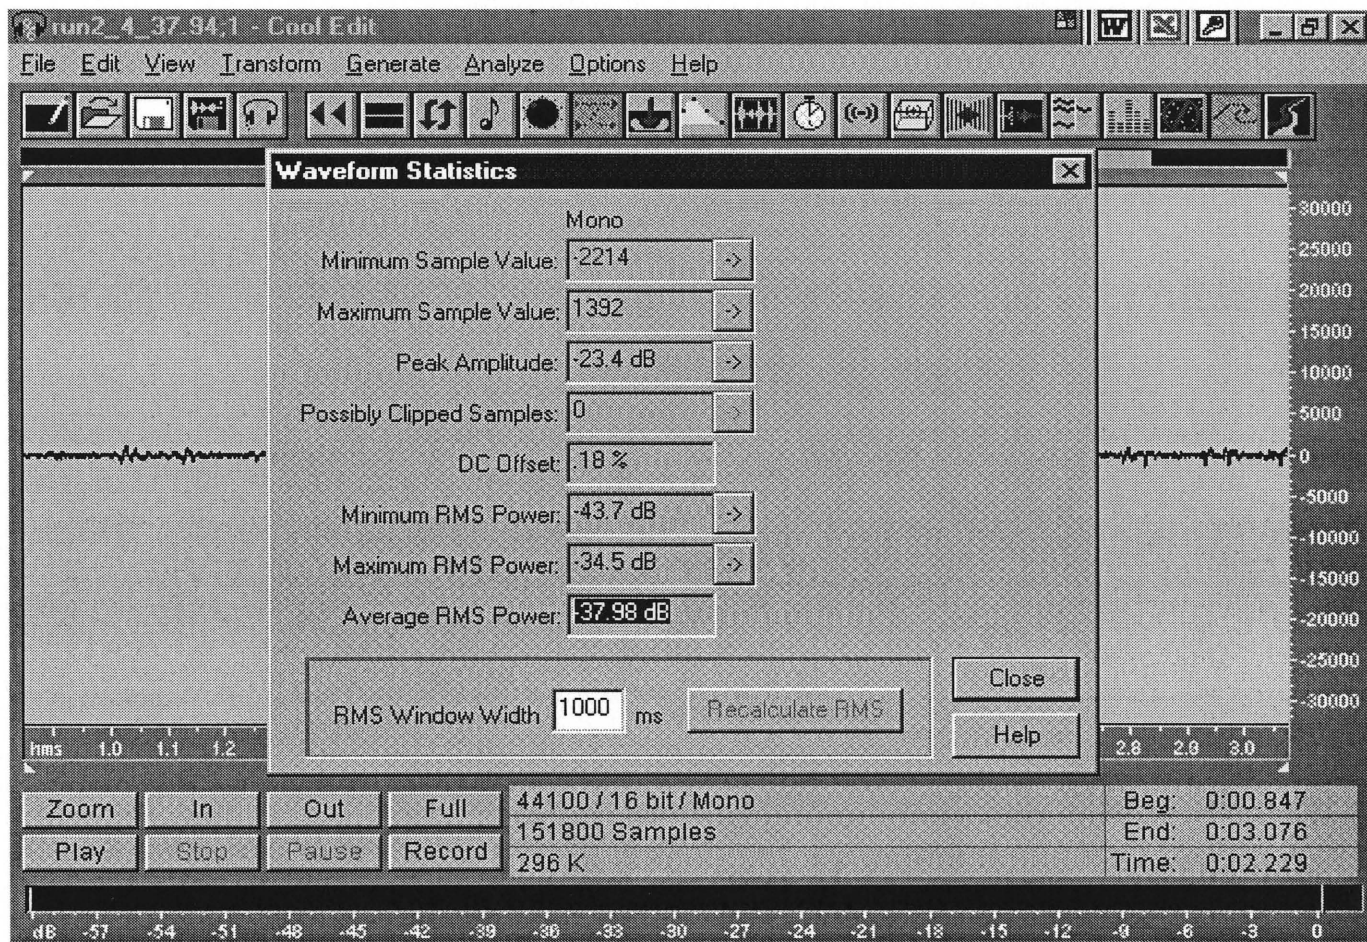 run2_4_37.94;1 - Cool Edit
File Edit View Transform Generate Analyze Options Help
Waveform Statistics
Mono
Minimum Sample Value: -2214 ->
Maximum Sample Value: 1392 ->
Peak Amplitude: -23.4 dB ->
Possibly Clipped Samples: 0 ->
DC Offset: .18 %
Minimum RMS Power: -43.7 dB ->
Maximum RMS Power: -34.5 dB ->
Average RMS Power: -37.98 dB
RMS Window Width 1000 ms Recalculate RMS
Close
Help
30000
25000
20000
15000
10000
5000
0
-5000
-10000
-15000
-20000
-25000
-30000
hms 1.0 1.1 1.2 2.8 2.9 3.0
Zoom In Out Full
Play Stop Pause Record
44100 / 16 bit / Mono
151800 Samples
296 K
Beg: 0:00.847
End: 0:03.076
Time: 0:02.229
dB -57 -54 -51 -48 -45 -42 -39 -36 -33 -30 -27 -24 -21 -18 -15 -12 -9 -6 -3 0